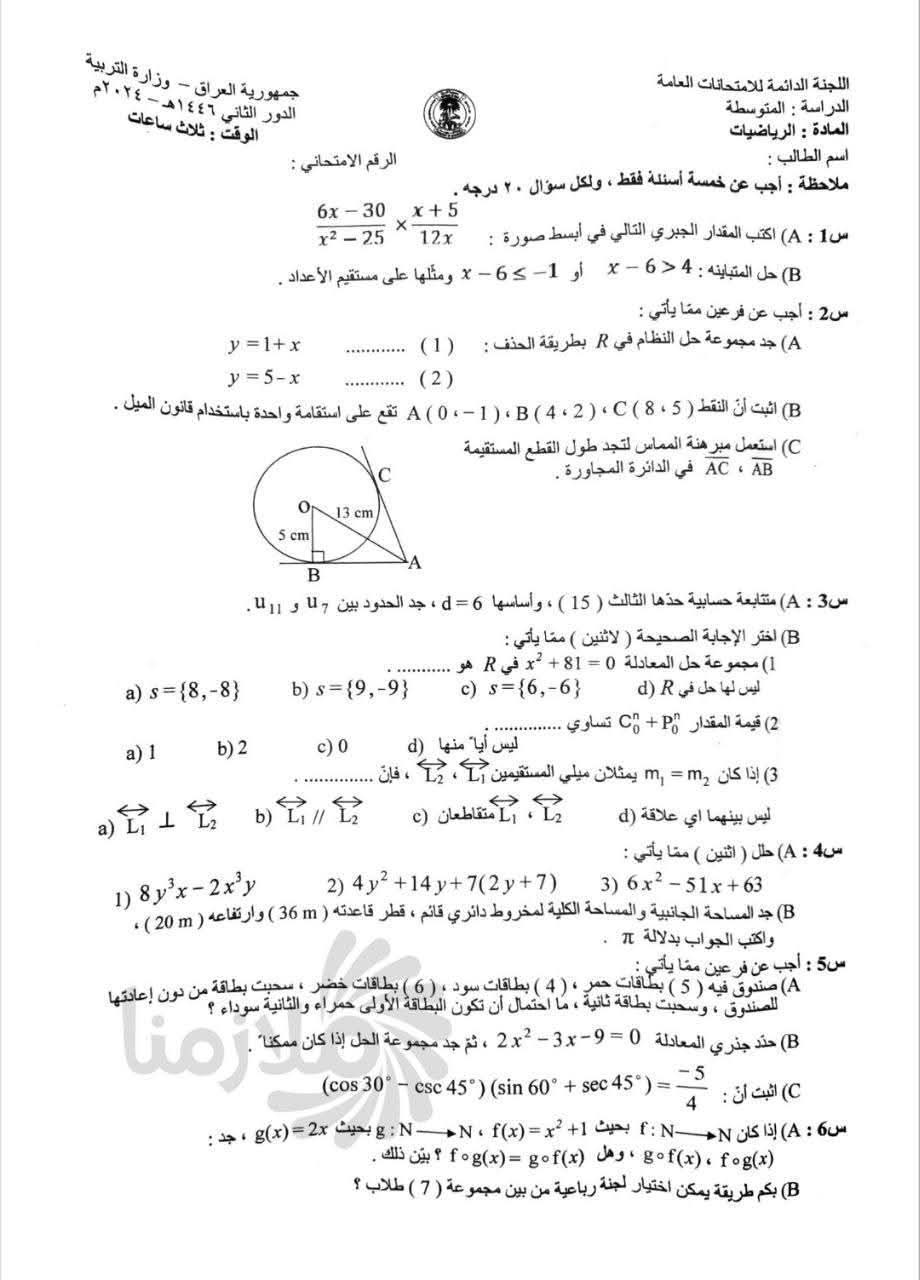 اللجنة الدائمة للامتحانات العامة
الدراسة : المتوسطة
المادة : الرياضيات
اسم الطالب :
جمهورية العراق – وزارة التربية
الدور الثاني ١٤٤٦هـ – ٢٠٢٤م
الوقت : ثلاث ساعات
الرقم الامتحاني :
ملاحظة : أجب عن خمسة أسئلة فقط ، ولكل سؤال ٢٠ درجه .
س1 : A) اكتب المقدار الجبري التالي في أبسط صورة : (6x − 30)/(x² − 25) × (x + 5)/(12x)
B) حل المتباينه : x − 6 > 4 أو x − 6 ≤ −1 ومثّلها على مستقيم الأعداد .
س2 : أجب عن فرعين ممّا يأتي :
A) جد مجموعة حل النظام في R بطريقة الحذف : ( 1 ) ............ y = 1 + x
( 2 ) ............ y = 5 − x
B) اثبت أنّ النقط A ( 0 ، −1 ) ، B ( 4 ، 2 ) ، C ( 8 ، 5 ) تقع على استقامة واحدة باستخدام قانون الميل .
C) استعمل مبرهنة المماس لتجد طول القطع المستقيمة
AB ، AC في الدائرة المجاورة .
C
O
13 cm
5 cm
A
B
س3 : A) متتابعة حسابية حدّها الثالث ( 15 ) ، وأساسها d = 6 ، جد الحدود بين u₇ و u₁₁ .
B) اختر الإجابة الصحيحة ( لاثنين ) ممّا يأتي :
1) مجموعة حل المعادلة x² + 81 = 0 في R هو ........... .
a) s = {8, −8} b) s = {9, −9} c) s = {6, −6} d) ليس لها حل في R
2) قيمة المقدار C₀ⁿ + P₀ⁿ تساوي .............. .
a) 1 b) 2 c) 0 d) ليس أياً منها
3) إذا كان m₁ = m₂ يمثلان ميلي المستقيمين L₁ ، L₂ ، فإنّ .............. .
a) L₁ ⊥ L₂ b) L₁ // L₂ c) L₁ ، L₂ متقاطعان d) ليس بينهما اي علاقة
س4 : A) حلل ( اثنين ) ممّا يأتي :
1) 8y³x − 2x³y 2) 4y² + 14y + 7(2y + 7) 3) 6x² − 51x + 63
B) جد المساحة الجانبية والمساحة الكلية لمخروط دائري قائم ، قطر قاعدته ( 36 m ) وارتفاعه ( 20 m ) ،
واكتب الجواب بدلالة π .
س5 : أجب عن فرعين ممّا يأتي :
A) صندوق فيه ( 5 ) بطاقات حمر ، ( 4 ) بطاقات سود ، ( 6 ) بطاقات خضر ، سحبت بطاقة من دون إعادتها
للصندوق ، وسحبت بطاقة ثانية ، ما احتمال أن تكون البطاقة الأولى حمراء والثانية سوداء ؟
B) حدّد جذري المعادلة 2x² − 3x − 9 = 0 ، ثمّ جد مجموعة الحل إذا كان ممكناً .
C) اثبت أنّ : (cos 30° − csc 45°) (sin 60° + sec 45°) = −5/4
س6 : A) إذا كان f : N ⟶ N بحيث f(x) = x² + 1 ، g : N ⟶ N بحيث g(x) = 2x ، جد :
f∘g(x) ، g∘f(x) ، وهل f∘g(x) = g∘f(x) ؟ بيّن ذلك .
B) بكم طريقة يمكن اختيار لجنة رباعية من بين مجموعة ( 7 ) طلاب ؟
ملازمنا